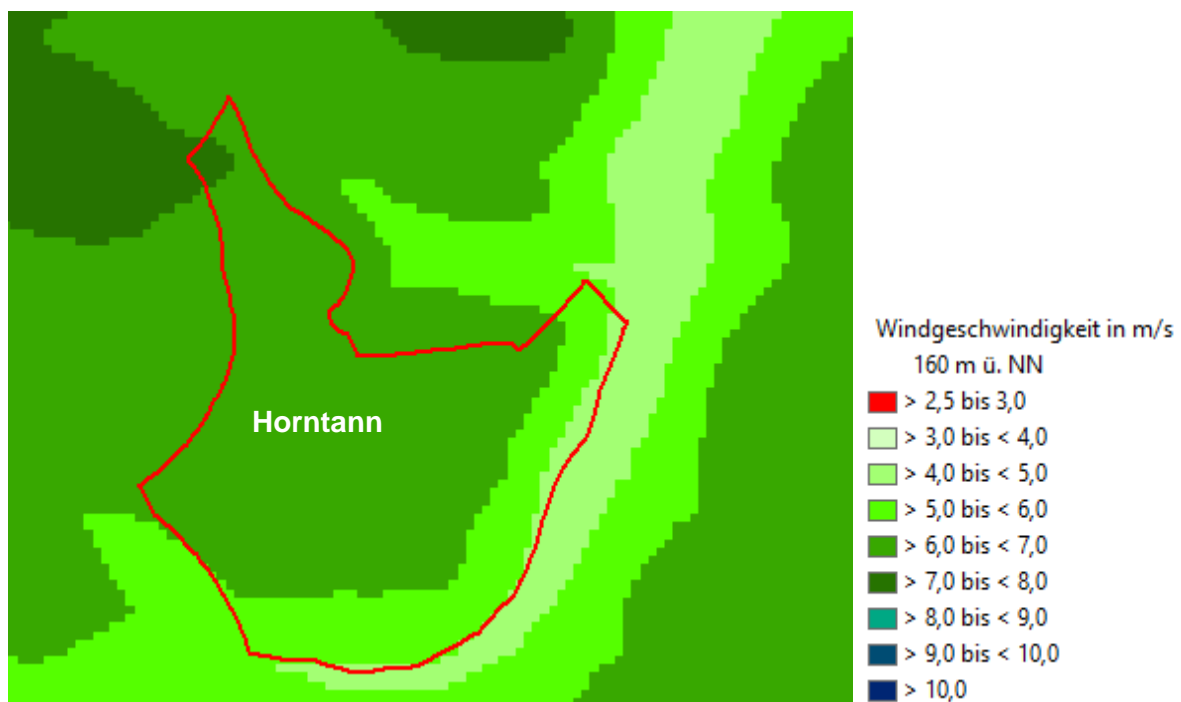 Horntann
Windgeschwindigkeit in m/s
160 m ü. NN
> 2,5 bis 3,0
> 3,0 bis < 4,0
> 4,0 bis < 5,0
> 5,0 bis < 6,0
> 6,0 bis < 7,0
> 7,0 bis < 8,0
> 8,0 bis < 9,0
> 9,0 bis < 10,0
> 10,0